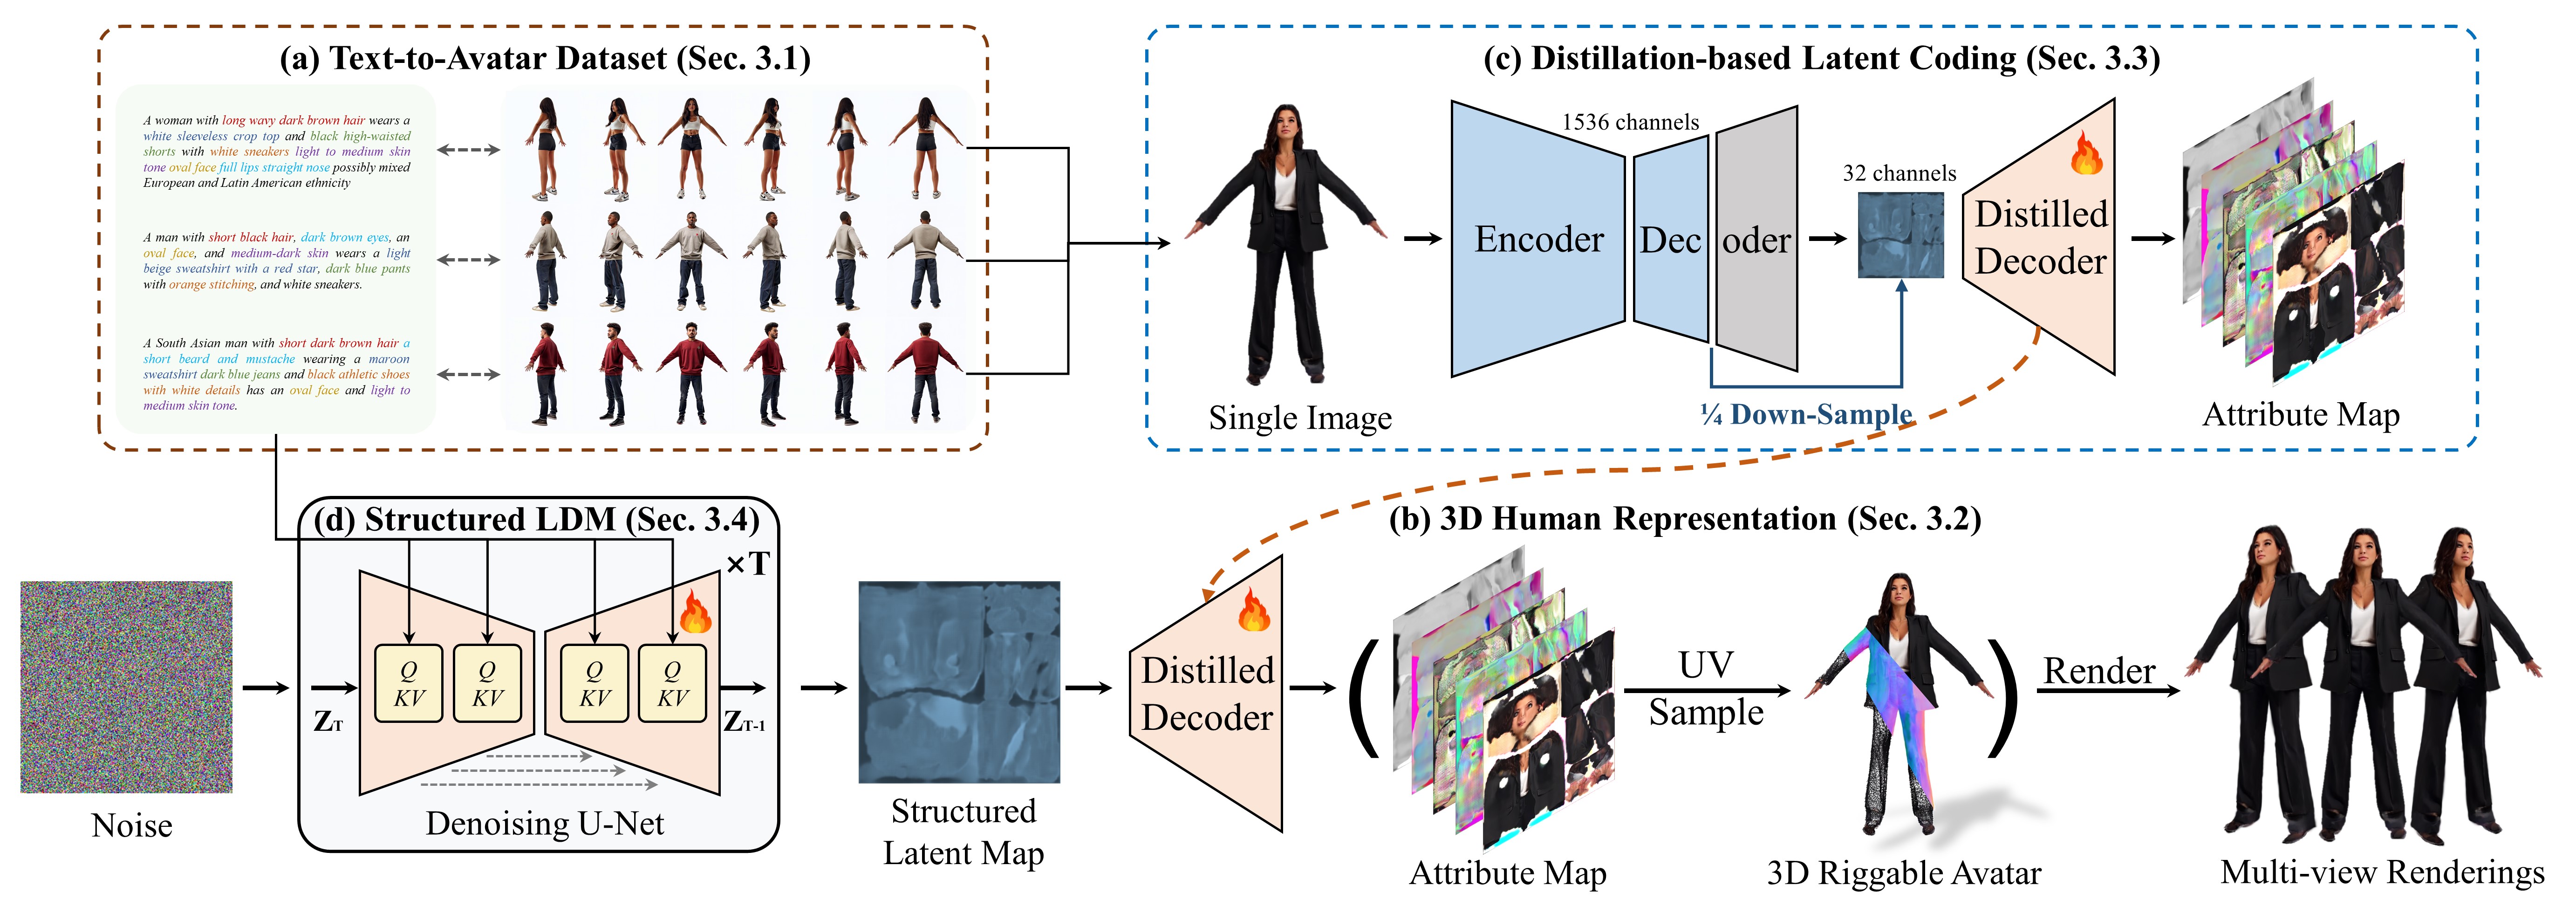 (a) Text-to-Avatar Dataset (Sec. 3.1)
A woman with long wavy dark brown hair wears a
white sleeveless crop top and black high-waisted
shorts with white sneakers light to medium skin
tone oval face full lips straight nose possibly mixed
European and Latin American ethnicity
A man with short black hair, dark brown eyes, an
oval face, and medium-dark skin wears a light
beige sweatshirt with a red star, dark blue pants
with orange stitching, and white sneakers.
A South Asian man with short dark brown hair a
short beard and mustache wearing a maroon
sweatshirt dark blue jeans and black athletic shoes
with white details has an oval face and light to
medium skin tone.
(c) Distillation-based Latent Coding (Sec. 3.3)
Single Image
Encoder
1536 channels
Decoder
¼ Down-Sample
32 channels
Distilled
Decoder
Attribute Map
(d) Structured LDM (Sec. 3.4)
×T
Noise
ZT
Q
KV
Q
KV
Q
KV
Q
KV
ZT-1
Denoising U-Net
Structured
Latent Map
(b) 3D Human Representation (Sec. 3.2)
Distilled
Decoder
(
Attribute Map
UV
Sample
3D Riggable Avatar
)
Render
Multi-view Renderings